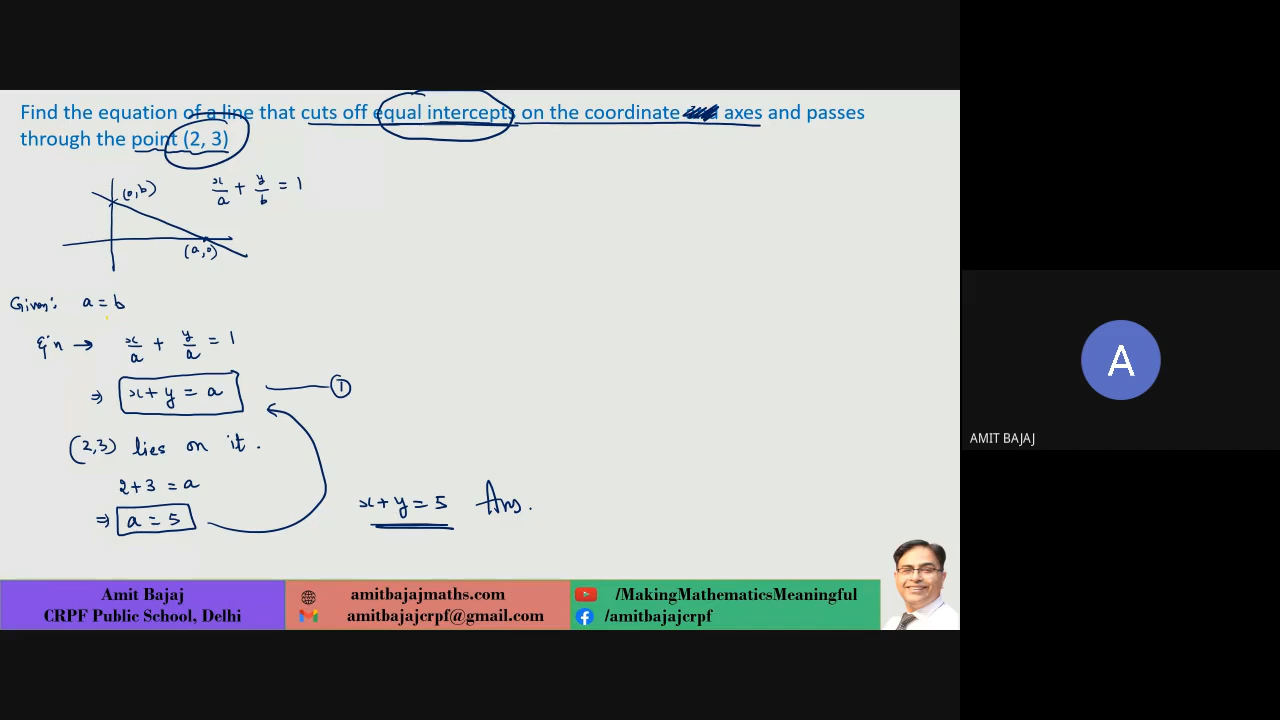 Find the equation of a line that cuts off equal intercepts on the coordinate axes and passes
through the point (2, 3)
(0, b)
x/a + y/b = 1
(a, 0)
Given: a = b
Eq'n → x/a + y/a = 1
⇒ x + y = a ①
(2,3) lies on it.
2 + 3 = a
⇒ a = 5
x + y = 5 Ans.
Amit Bajaj
CRPF Public School, Delhi
amitbajajmaths.com
amitbajajcrpf@gmail.com
/MakingMathematicsMeaningful
/amitbajajcrpf
A
AMIT BAJAJ